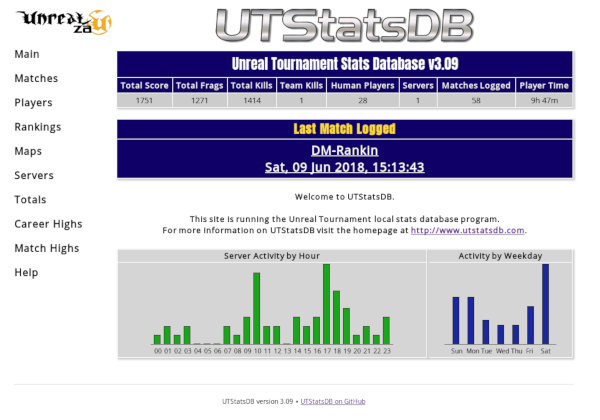 Unreal
za
UTStatsDB
Main
Matches
Players
Rankings
Maps
Servers
Totals
Career Highs
Match Highs
Help
Unreal Tournament Stats Database v3.09
Total Score Total Frags Total Kills Team Kills Human Players Servers Matches Logged Player Time
1751 1271 1414 1 28 1 58 9h 47m
Last Match Logged
DM-Rankin
Sat, 09 Jun 2018, 15:13:43
Welcome to UTStatsDB.
This site is running the Unreal Tournament local stats database program.
For more information on UTStatsDB visit the homepage at http://www.utstatsdb.com.
Server Activity by Hour
00 01 02 03 04 05 06 07 08 09 10 11 12 13 14 15 16 17 18 19 20 21 22 23
Activity by Weekday
Sun Mon Tue Wed Thu Fri Sat
UTStatsDB version 3.09 • UTStatsDB on GitHub